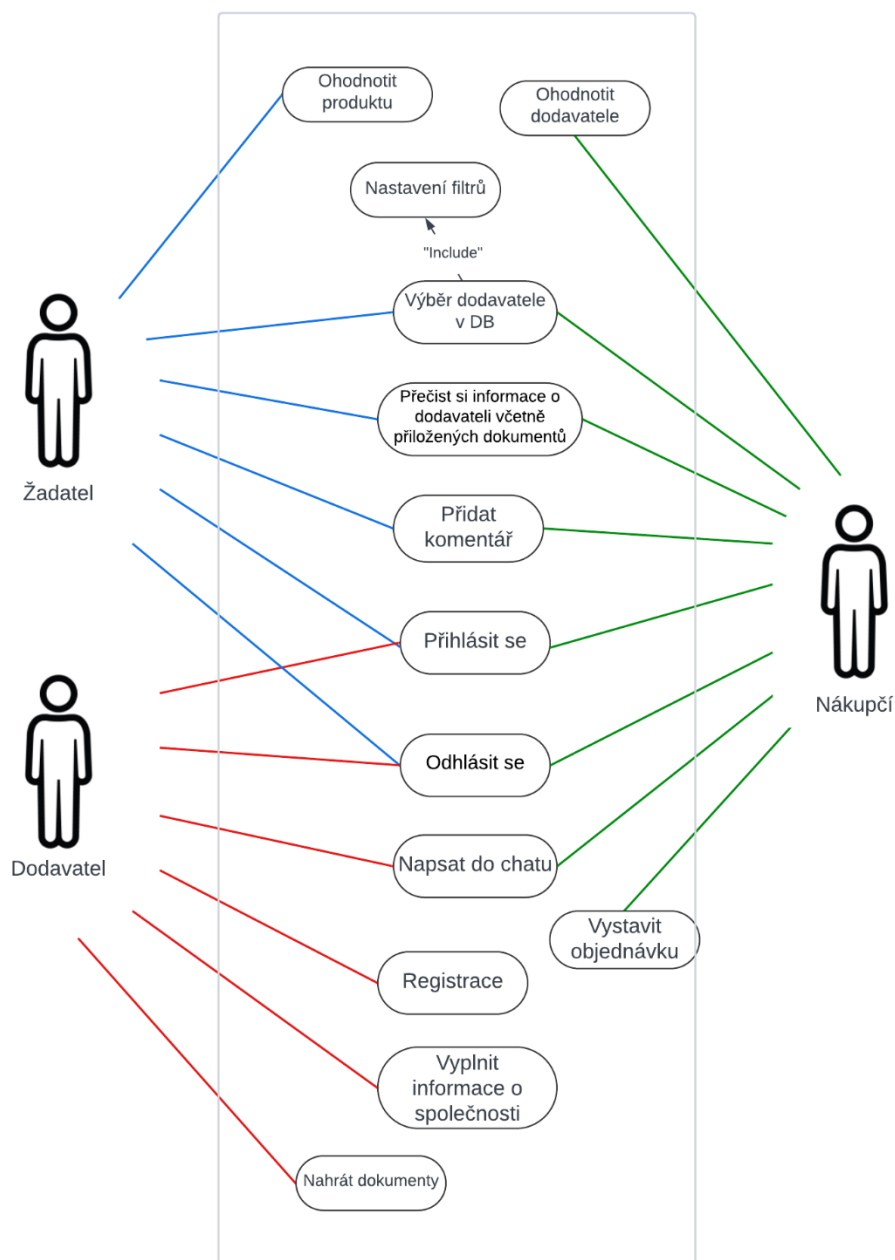 Ohodnotit
produktu
Ohodnotit
dodavatele
Nastavení filtrů
"Include"
Výběr dodavatele
v DB
Přečist si informace o
dodavateli včetně
přiložených dokumentů
Žadatel
Přidat
komentář
Přihlásit se
Nákupčí
Odhlásit se
Napsat do chatu
Dodavatel
Vystavit
objednávku
Registrace
Vyplnit
informace o
společnosti
Nahrát dokumenty